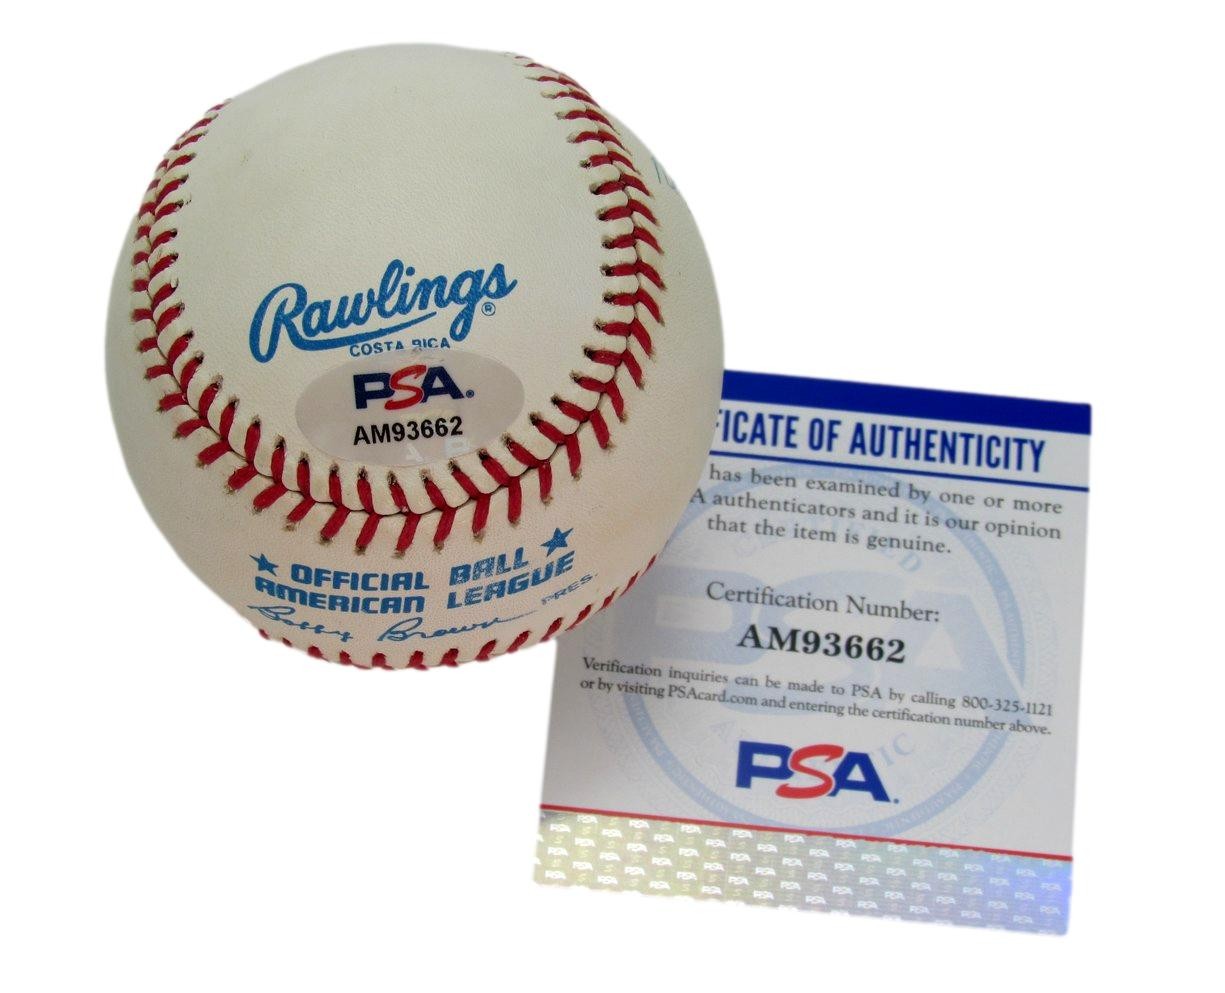 Rawlings®
COSTA RICA
PSA®
AM93662
OFFICIAL BALL
AMERICAN LEAGUE
Bobby Brown PRES.
FICATE OF AUTHENTICITY
has been examined by one or more
A authenticators and it is our opinion
that the item is genuine.
Certification Number:
AM93662
Verification inquiries can be made to PSA by calling 800-325-1121
or by visiting PSAcard.com and entering the certification number above.
PSA®